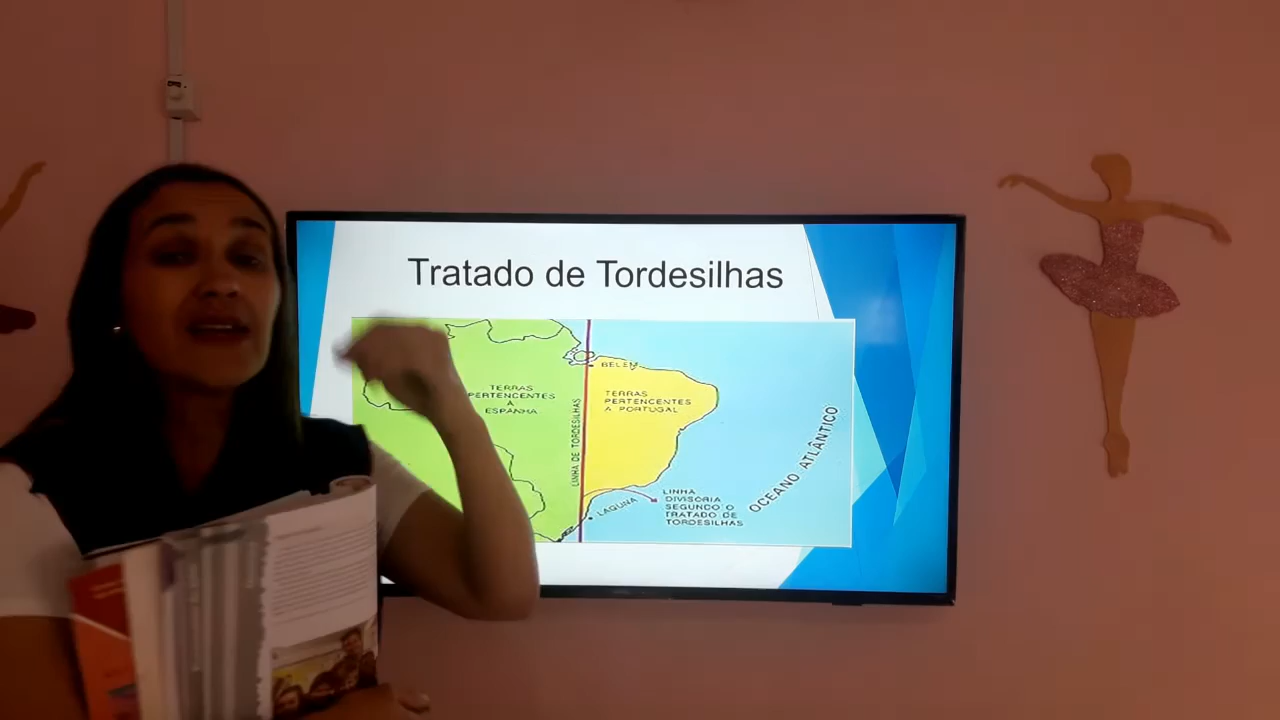 Tratado de Tordesilhas
BELEM
TERRAS
PERTENCENTES
À
ESPANHA
TERRAS
PERTENCENTES
A PORTUGAL
LINHA DE TORDESILHAS
OCEANO ATLÂNTICO
LAGUNA
LINHA
DIVISÓRIA
SEGUNDO O
TRATADO DE
TORDESILHAS